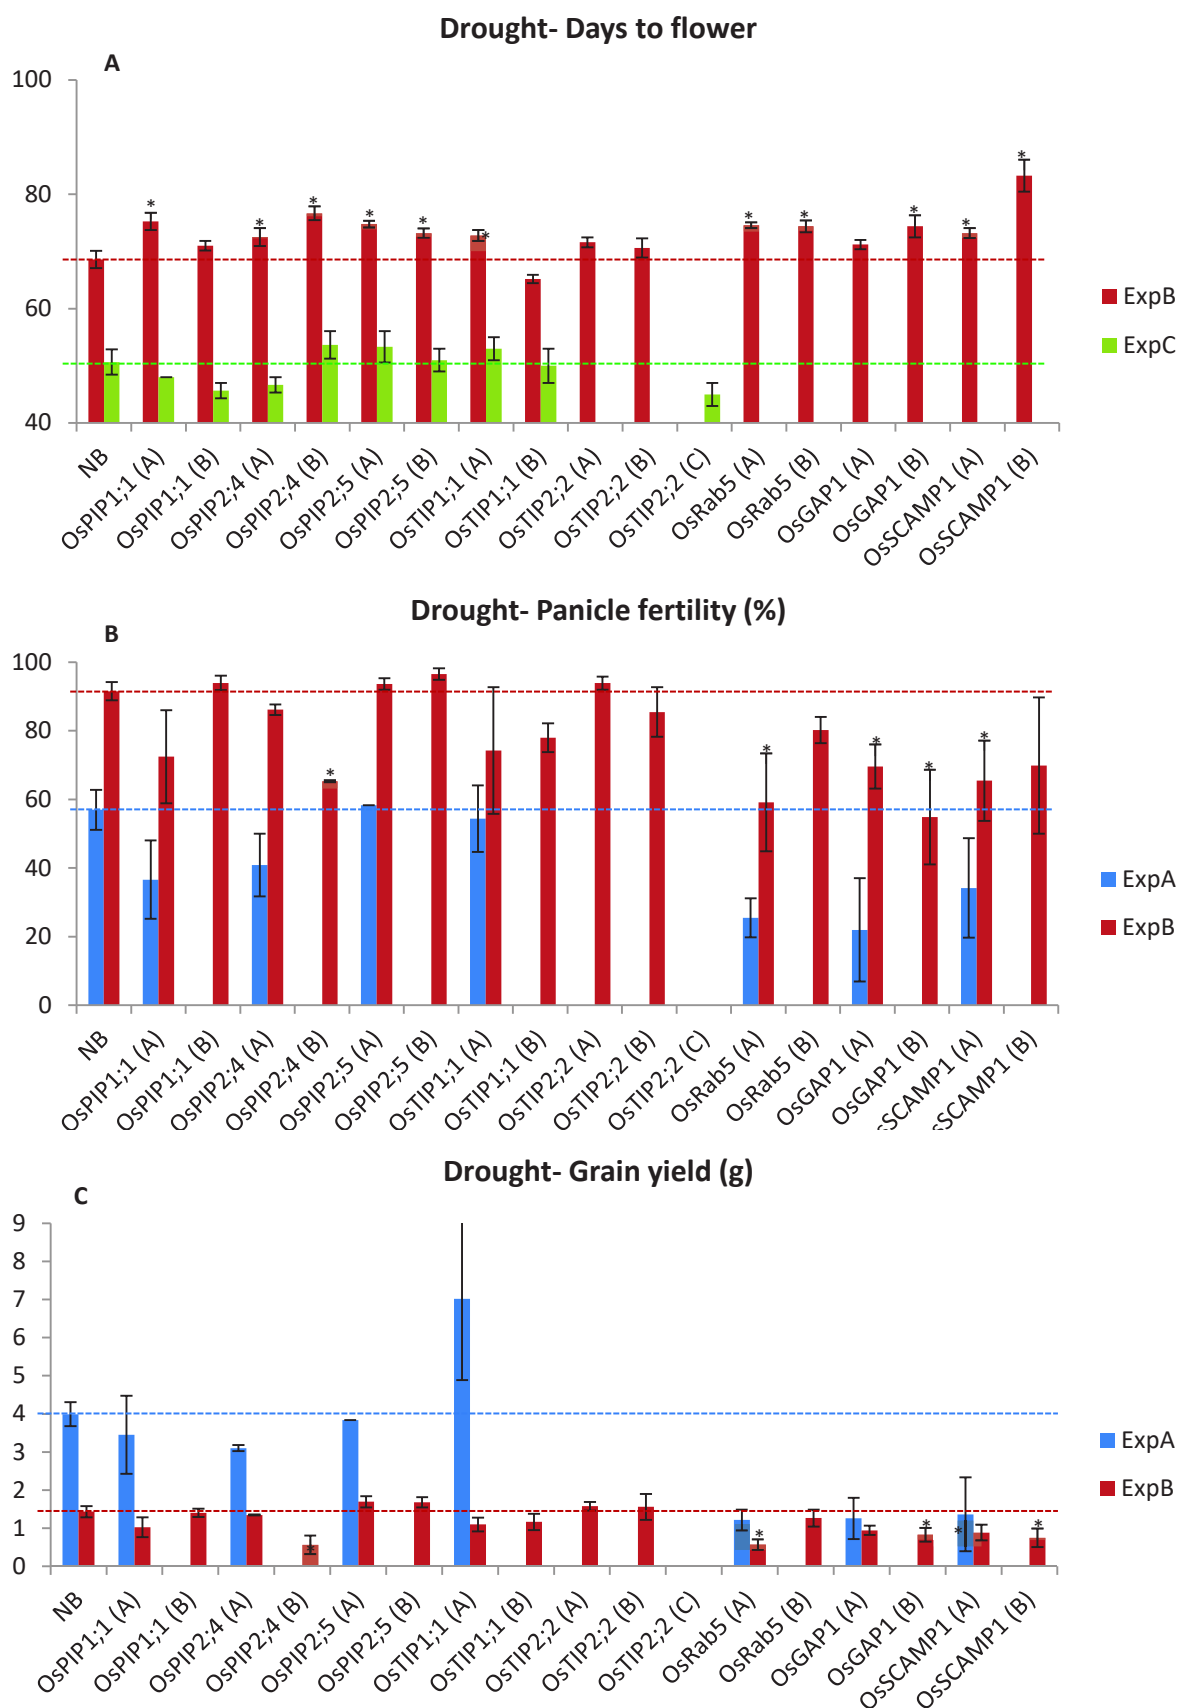 Drought- Days to flower
A
100
80
60
40
*
*
*
*
*
*
*
*
*
*
*
ExpB
ExpC
NB
OsPIP1;1 (A)
OsPIP1;1 (B)
OsPIP2;4 (A)
OsPIP2;4 (B)
OsPIP2;5 (A)
OsPIP2;5 (B)
OsTIP1;1 (A)
OsTIP1;1 (B)
OsTIP2;2 (A)
OsTIP2;2 (B)
OsTIP2;2 (C)
OsRab5 (A)
OsRab5 (B)
OsGAP1 (A)
OsGAP1 (B)
OsSCAMP1 (A)
OsSCAMP1 (B)
Drought- Panicle fertility (%)
B
100
80
60
40
20
0
*
*
*
*
*
ExpA
ExpB
NB
OsPIP1;1 (A)
OsPIP1;1 (B)
OsPIP2;4 (A)
OsPIP2;4 (B)
OsPIP2;5 (A)
OsPIP2;5 (B)
OsTIP1;1 (A)
OsTIP1;1 (B)
OsTIP2;2 (A)
OsTIP2;2 (B)
OsTIP2;2 (C)
OsRab5 (A)
OsRab5 (B)
OsGAP1 (A)
OsGAP1 (B)
sSCAMP1 (A)
sSCAMP1 (B)
Drought- Grain yield (g)
C
9
8
7
6
5
4
3
2
1
0
*
*
*
*
*
ExpA
ExpB
NB
OsPIP1;1 (A)
OsPIP1;1 (B)
OsPIP2;4 (A)
OsPIP2;4 (B)
OsPIP2;5 (A)
OsPIP2;5 (B)
OsTIP1;1 (A)
OsTIP1;1 (B)
OsTIP2;2 (A)
OsTIP2;2 (B)
OsTIP2;2 (C)
OsRab5 (A)
OsRab5 (B)
OsGAP1 (A)
OsGAP1 (B)
OsSCAMP1 (A)
OsSCAMP1 (B)